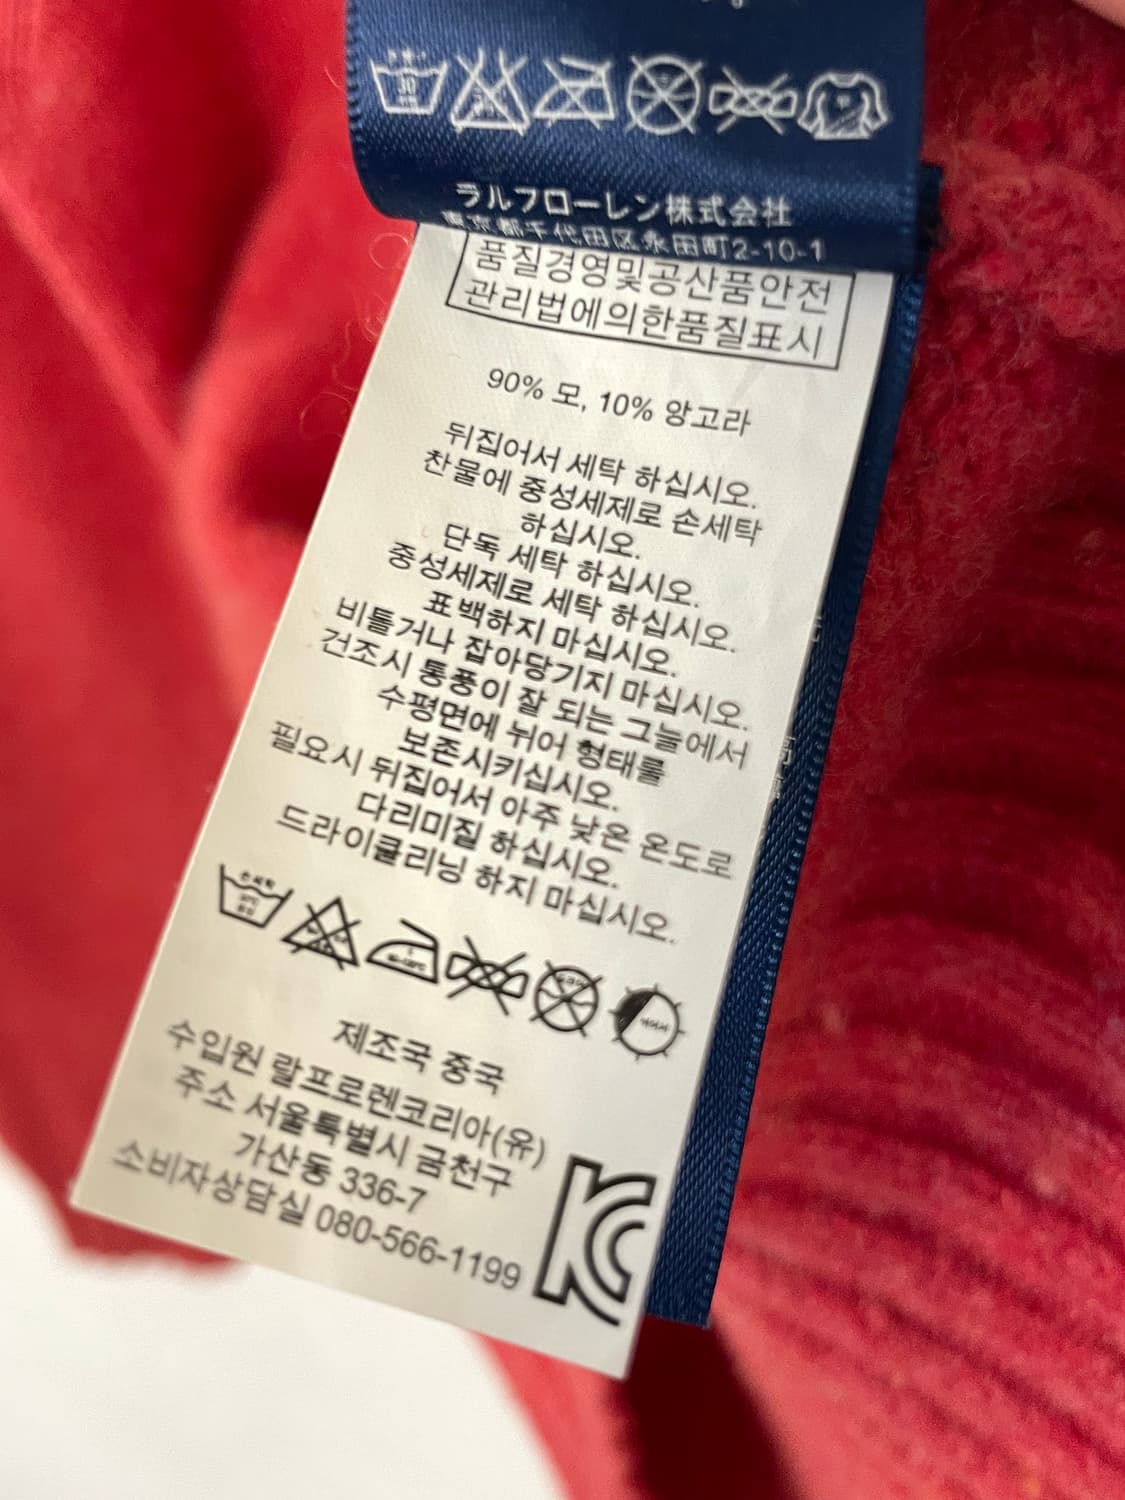 ラルフローレン株式会社
東京都千代田区永田町2-10-1
품질경영및공산품안전
관리법에의한품질표시
90% 모, 10% 앙고라
뒤집어서 세탁 하십시오.
찬물에 중성세제로 손세탁
하십시오.
단독 세탁 하십시오.
중성세제로 세탁 하십시오.
표백하지 마십시오.
비틀거나 잡아당기지 마십시오.
건조시 통풍이 잘 되는 그늘에서
수평면에 뉘어 형태를
보존시키십시오.
필요시 뒤집어서 아주 낮은 온도로
다리미질 하십시오.
드라이클리닝 하지 마십시오.
제조국 중국
수입원 랄프로렌코리아(유)
주소 서울특별시 금천구
가산동 336-7
소비자상담실 080-566-1199